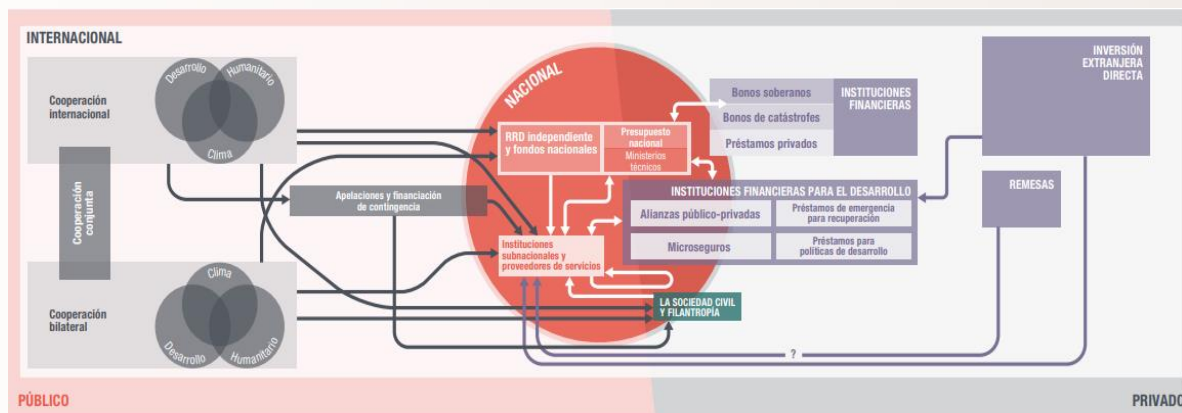 INTERNACIONAL
Cooperación
internacional
Desarrollo
Humanitario
Clima
Cooperación
conjunta
Cooperación
bilateral
Clima
Desarrollo
Humanitario
Apelaciones y financiación
de contingencia
NACIONAL
RRD independiente
y fondos nacionales
Presupuesto
nacional
Ministerios
técnicos
Instituciones
subnacionales y
proveedores de servicios
LA SOCIEDAD CIVIL
Y FILANTROPÍA
Bonos soberanos
Bonos de catástrofes
Préstamos privados
INSTITUCIONES
FINANCIERAS
INSTITUCIONES FINANCIERAS PARA EL DESARROLLO
Alianzas público-privadas
Préstamos de emergencia
para recuperación
Microseguros
Préstamos para
políticas de desarrollo
INVERSIÓN
EXTRANJERA
DIRECTA
REMESAS
?
PÚBLICO
PRIVADO